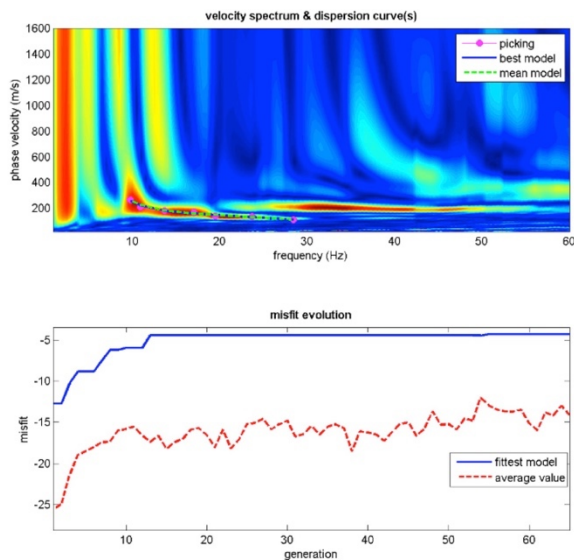 velocity spectrum & dispersion curve(s)
1600
1400
1200
1000
800
600
400
200
phase velocity (m/s)
picking
best model
mean model
10
20
30
40
50
60
frequency (Hz)
misfit evolution
-5
-10
-15
-20
-25
misfit
fittest model
average value
10
20
30
40
50
60
generation